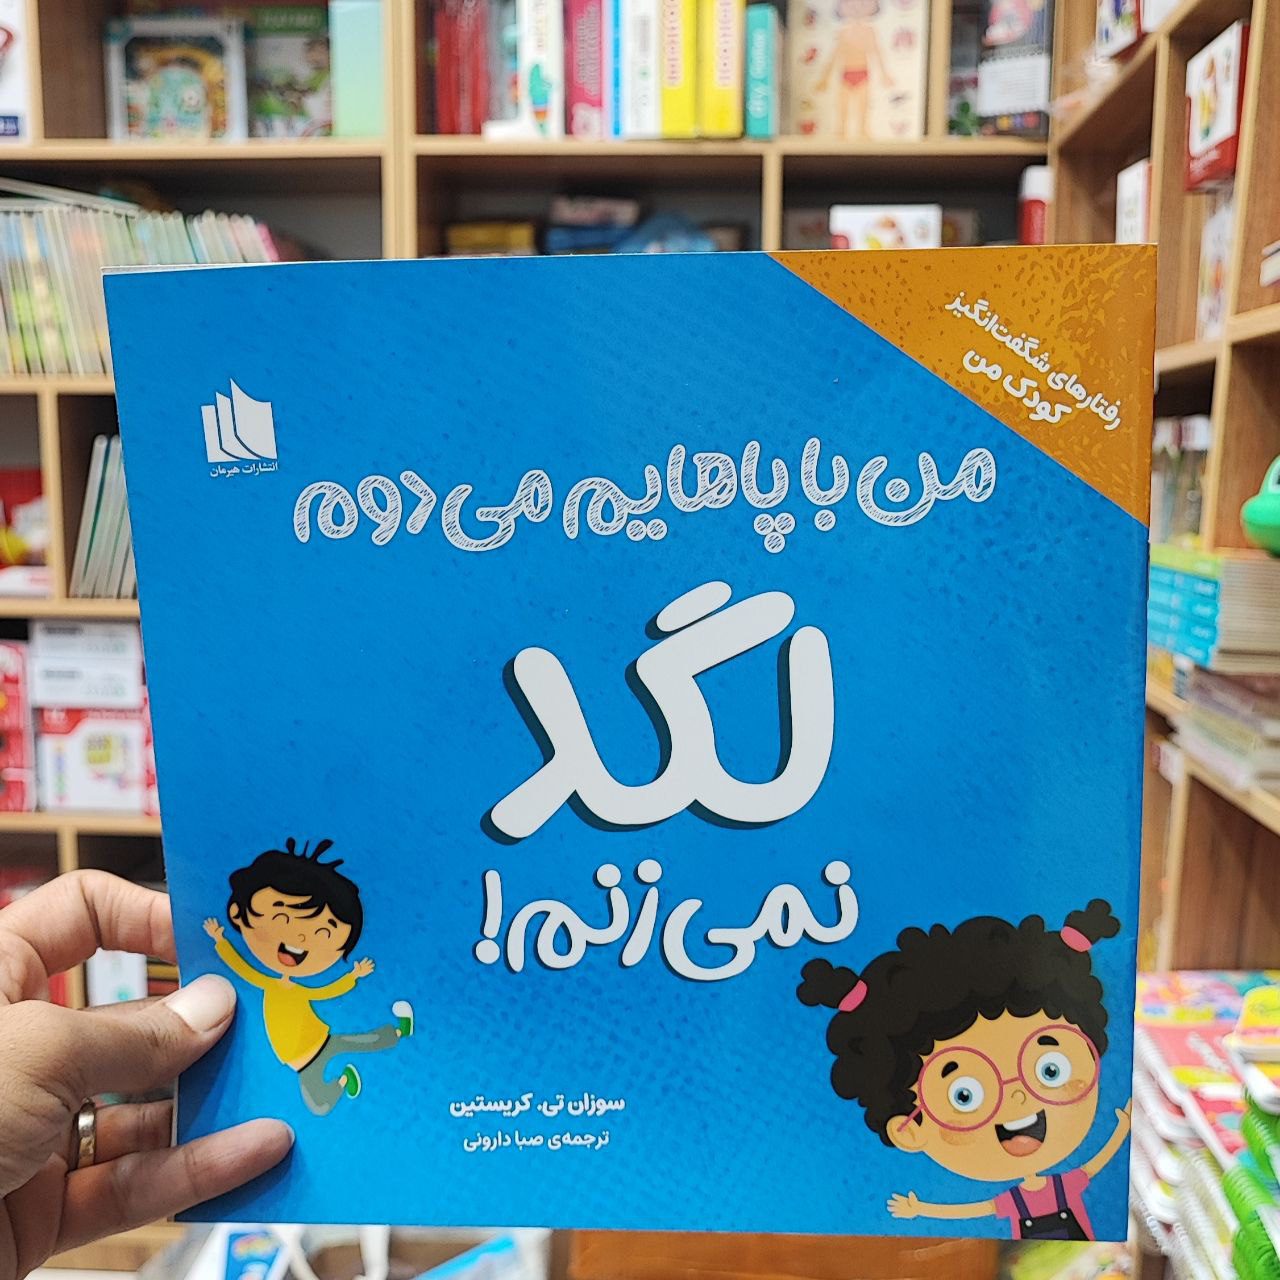 رفتارهای شگفت‌انگیز
کودک من
انتشارات هیرمان
من با پاهایم می‌دوم
لگد
نمی‌زنم!
سوزان تی. کریستین
ترجمه‌ی صبا دارونی